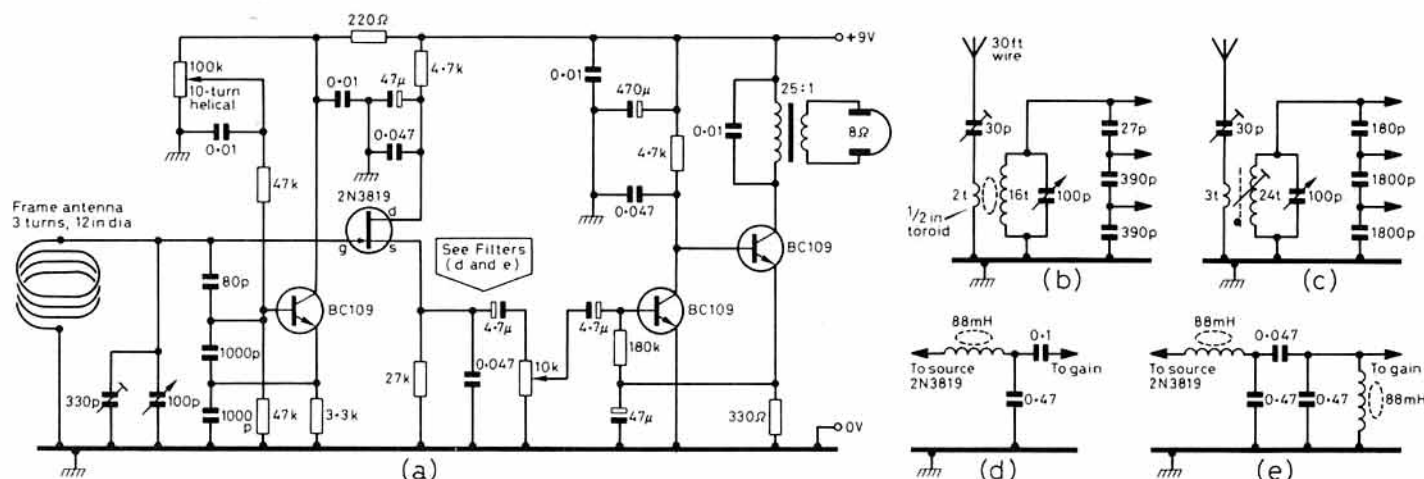 220Ω
+9V
100k
10-turn
helical
0·01
0·01
47μ
4·7k
0·047
47k
2N3819
d
g
s
Frame antenna
3 turns, 12in dia
80p
1000p
1000
p
330p
100p
47k
3·3k
BC109
27k
See Filters
(d and e)
4·7μ
0·047
10k
4·7μ
180k
47μ
BC109
0·01
470μ
4·7k
0·047
0·01
25:1
8Ω
BC109
330Ω
0V
(a)
30ft
wire
30p
2t
16t
1/2 in
toroid
100p
27p
390p
390p
(b)
30p
3t
24t
100p
180p
1800p
1800p
(c)
88mH
0·1
To source
2N3819
To gain
0·47
(d)
88mH
0·047
To source
2N3819
To gain
0·47
0·47
88mH
(e)